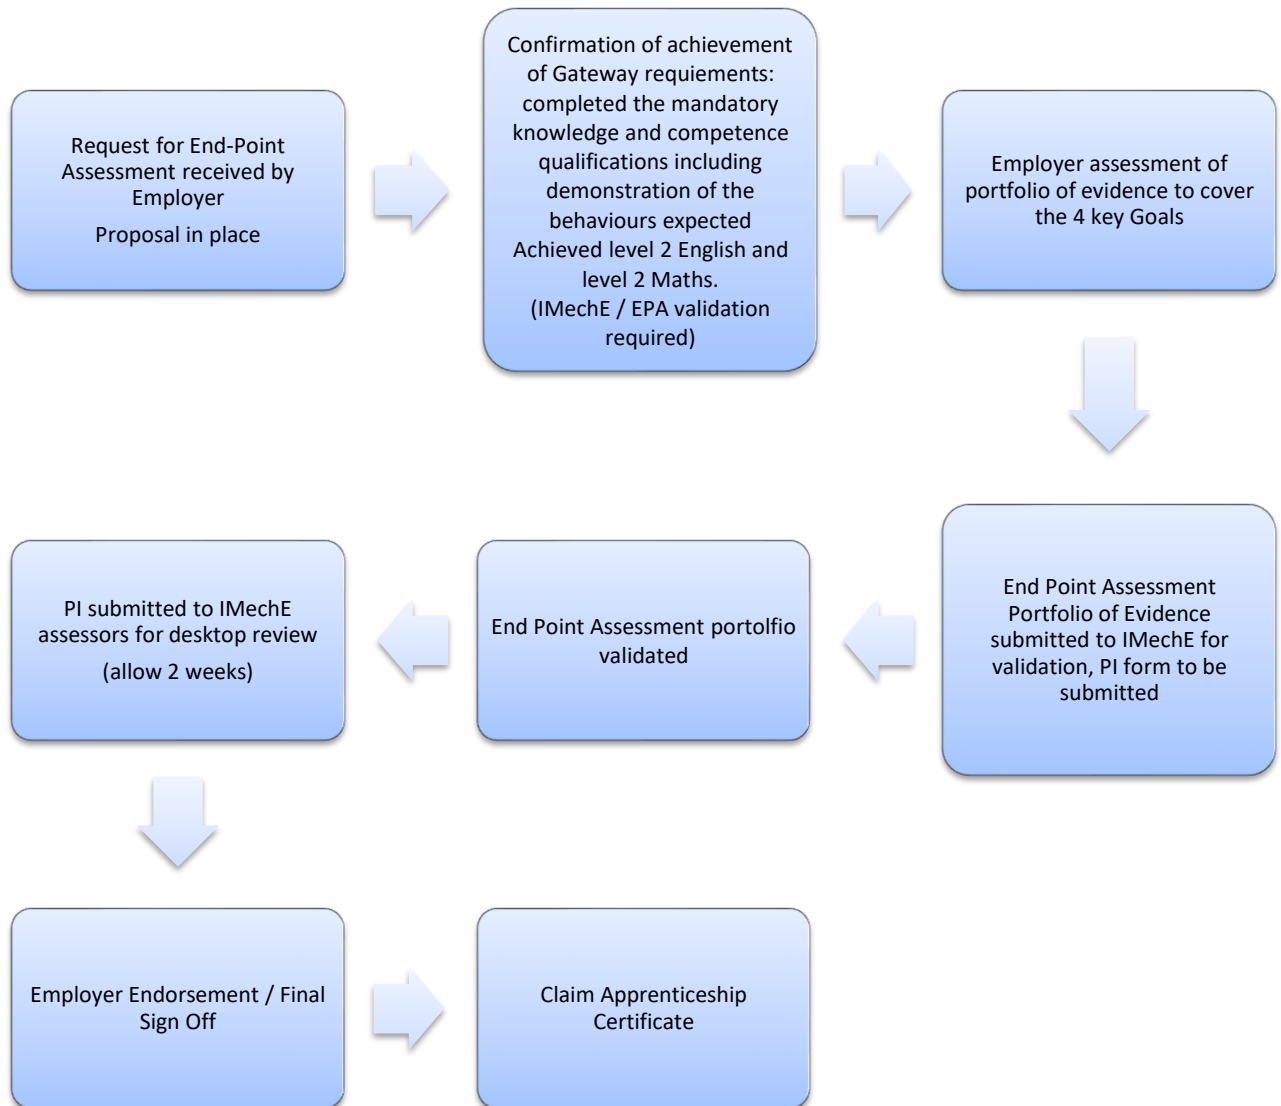 Request for End-Point
Assessment received by
Employer
Proposal in place
Confirmation of achievement
of Gateway requiements:
completed the mandatory
knowledge and competence
qualifications including
demonstration of the
behaviours expected
Achieved level 2 English and
level 2 Maths.
(IMechE / EPA validation
required)
Employer assessment of
portfolio of evidence to cover
the 4 key Goals
End Point Assessment
Portfolio of Evidence
submitted to IMechE for
validation, PI form to be
submitted
End Point Assessment portolfio
validated
PI submitted to IMechE
assessors for desktop review
(allow 2 weeks)
Employer Endorsement / Final
Sign Off
Claim Apprenticeship
Certificate